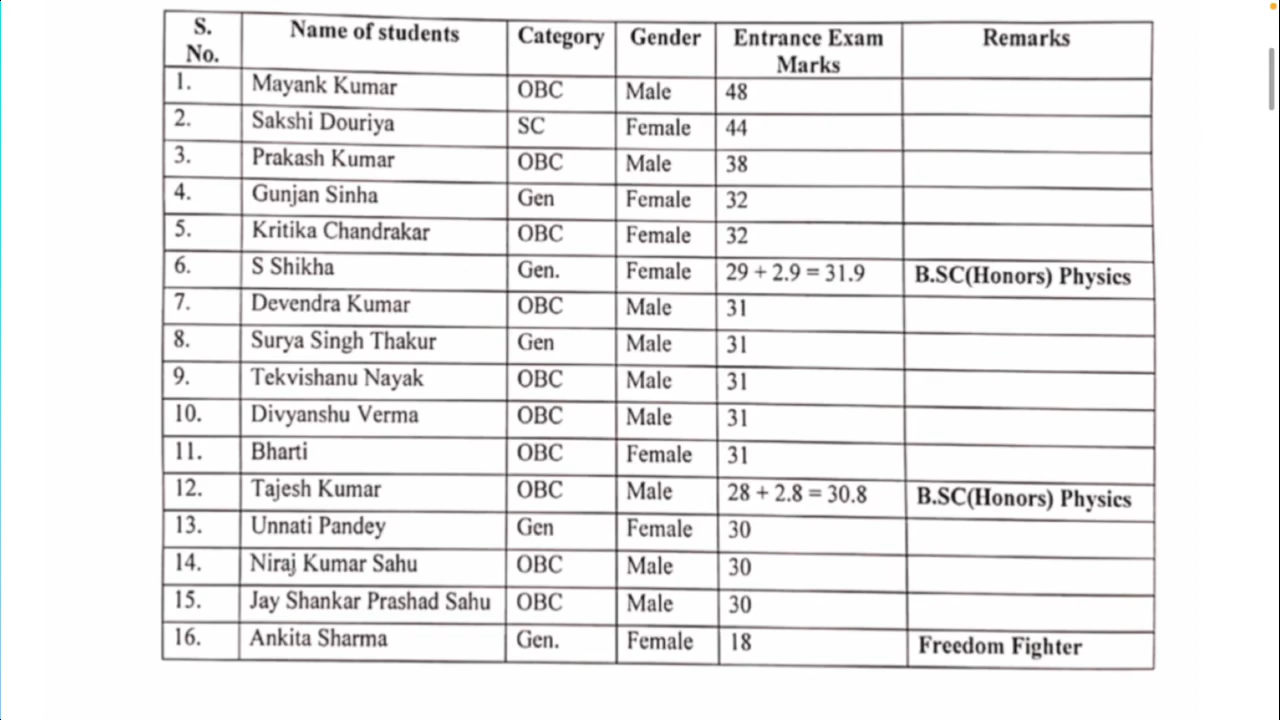 S. No. Name of students Category Gender Entrance Exam Marks Remarks
1. Mayank Kumar OBC Male 48
2. Sakshi Douriya SC Female 44
3. Prakash Kumar OBC Male 38
4. Gunjan Sinha Gen Female 32
5. Kritika Chandrakar OBC Female 32
6. S Shikha Gen. Female 29 + 2.9 = 31.9 B.SC(Honors) Physics
7. Devendra Kumar OBC Male 31
8. Surya Singh Thakur Gen Male 31
9. Tekvishanu Nayak OBC Male 31
10. Divyanshu Verma OBC Male 31
11. Bharti OBC Female 31
12. Tajesh Kumar OBC Male 28 + 2.8 = 30.8 B.SC(Honors) Physics
13. Unnati Pandey Gen Female 30
14. Niraj Kumar Sahu OBC Male 30
15. Jay Shankar Prashad Sahu OBC Male 30
16. Ankita Sharma Gen. Female 18 Freedom Fighter